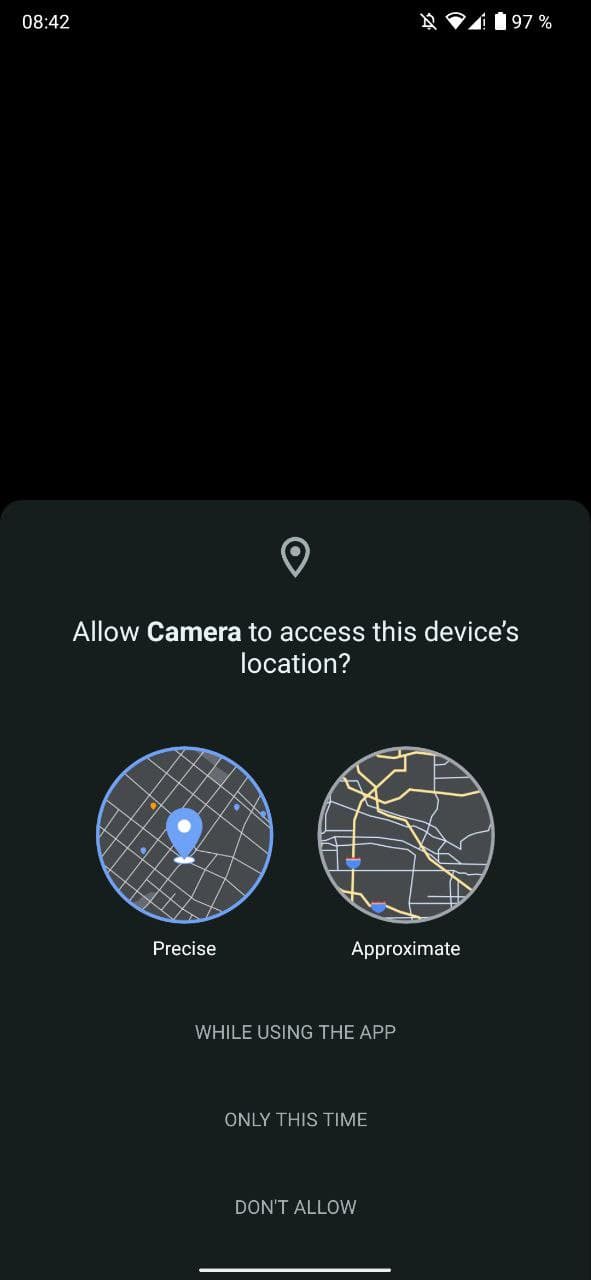 08:42
97 %
Allow Camera to access this device’s
location?
Precise
Approximate
WHILE USING THE APP
ONLY THIS TIME
DON'T ALLOW